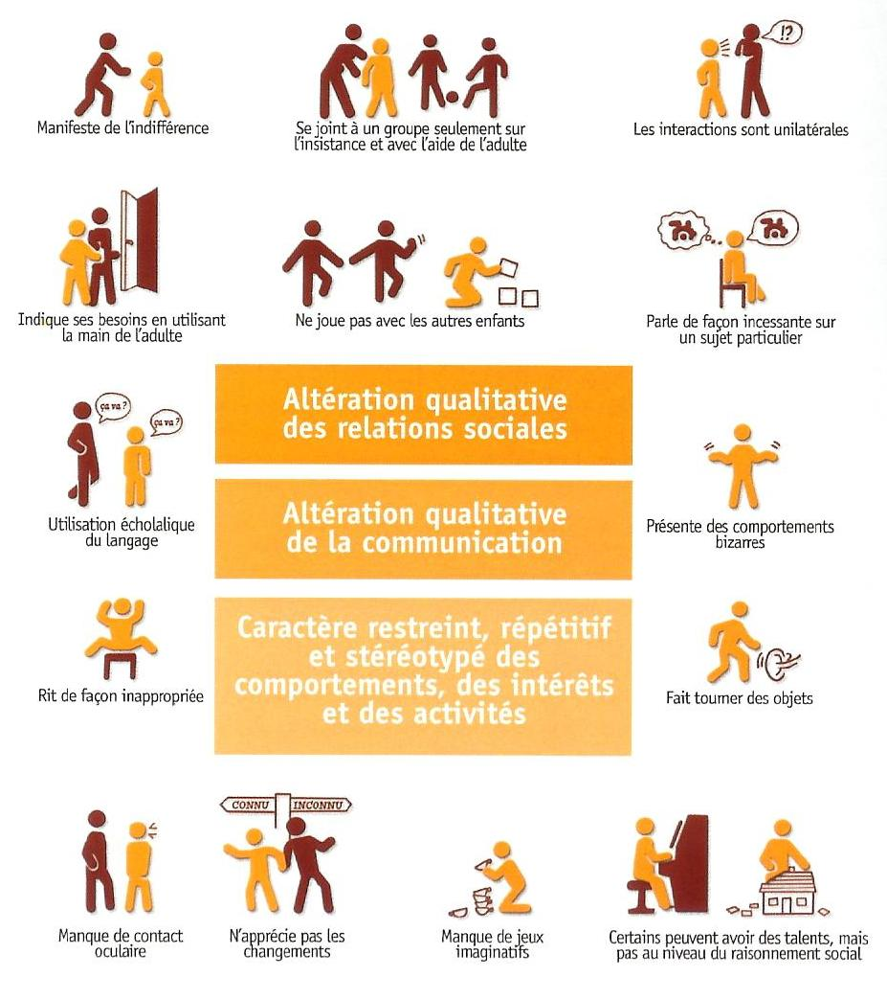 !?
Manifeste de l'indifférence
Se joint à un groupe seulement sur
l'insistance et avec l'aide de l'adulte
Les interactions sont unilatérales
Indique ses besoins en utilisant
la main de l'adulte
Ne joue pas avec les autres enfants
Parle de façon incessante sur
un sujet particulier
Altération qualitative
des relations sociales
ça va ?
ça va ?
Utilisation écholalique
du langage
Altération qualitative
de la communication
Présente des comportements
bizarres
Caractère restreint, répétitif
et stéréotypé des
comportements, des intérêts
et des activités
Rit de façon inappropriée
Fait tourner des objets
CONNU INCONNU
Manque de contact
oculaire
N'apprécie pas les
changements
Manque de jeux
imaginatifs
Certains peuvent avoir des talents, mais
pas au niveau du raisonnement social